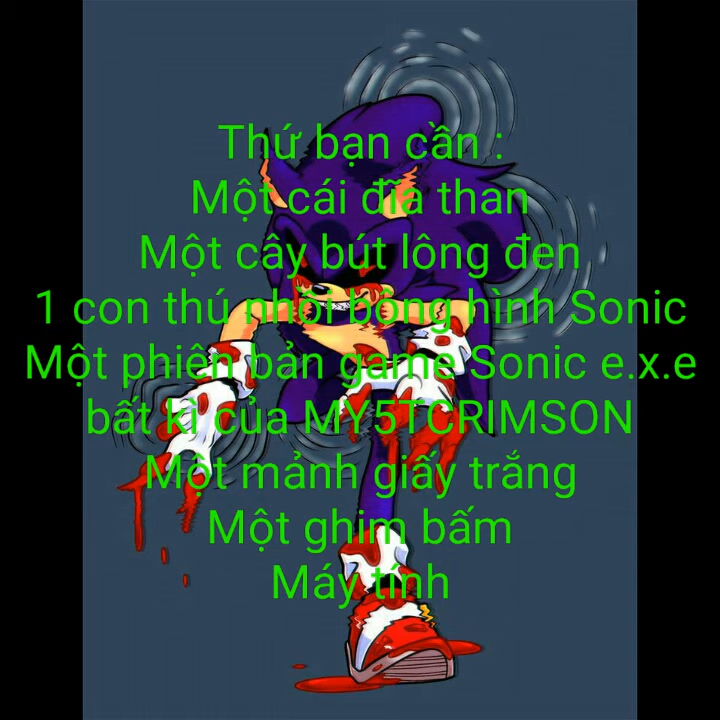 Thứ bạn cần :
Một cái đĩa than
Một cây bút lông đen
1 con thú nhồi bông hình Sonic
Một phiên bản game Sonic e.x.e
bất kì của MY5TCRIMSON
Một mảnh giấy trắng
Một ghim bấm
Máy tính